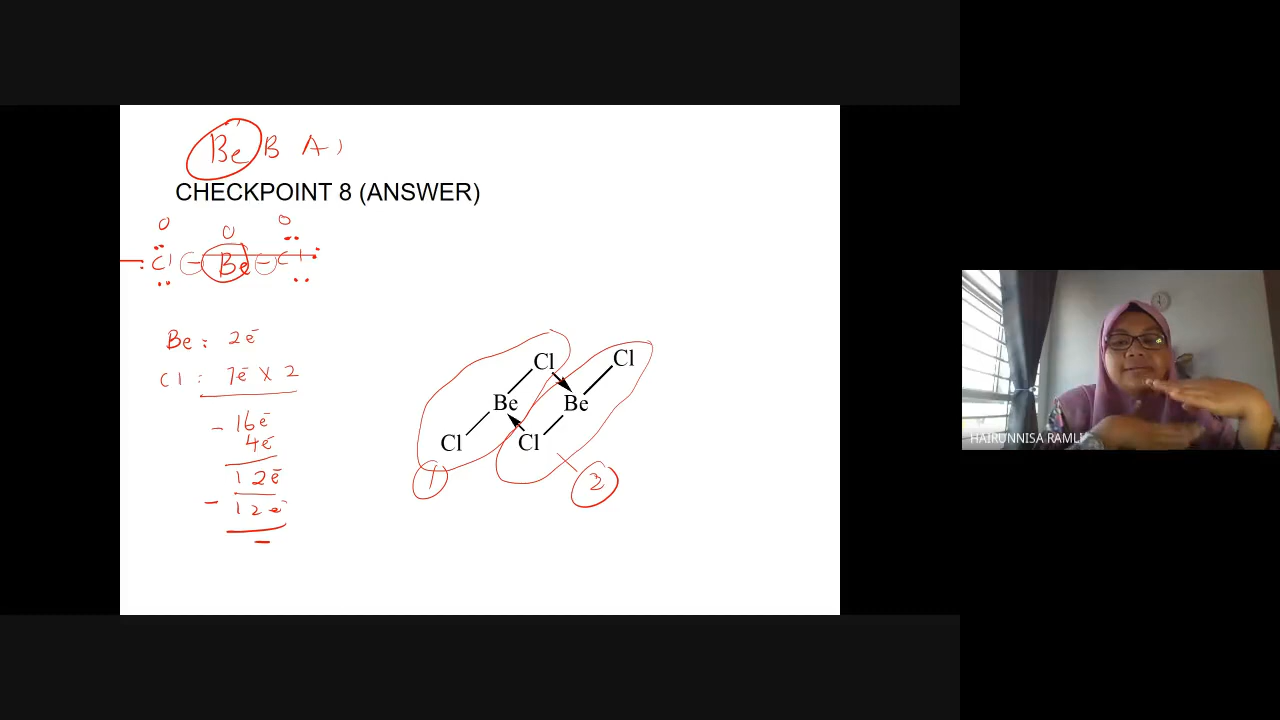 Be B Al
CHECKPOINT 8 (ANSWER)
0 0 0
Cl - Be - Cl
Be : 2e-
Cl : 7e- x 2
- 16e-
4e-
12e-
- 12e-
-
Cl Cl
Be Be
Cl Cl
1 2
HAIRUNNISA RAMLI